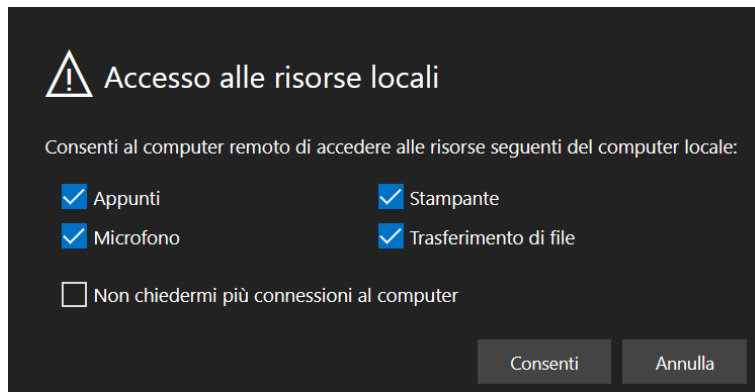 Accesso alle risorse locali
Consenti al computer remoto di accedere alle risorse seguenti del computer locale:
Appunti Stampante
Microfono Trasferimento di file
Non chiedermi più connessioni al computer
Consenti Annulla